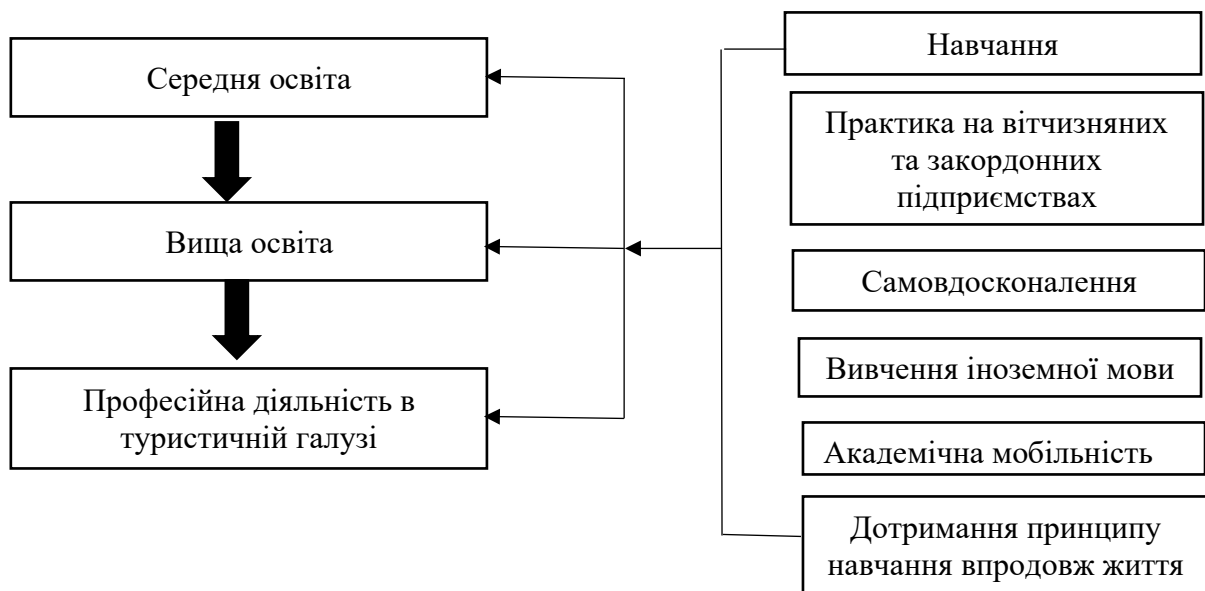 Середня освіта
Вища освіта
Професійна діяльність в
туристичній галузі
Навчання
Практика на вітчизняних
та закордонних
підприємствах
Самовдосконалення
Вивчення іноземної мови
Академічна мобільність
Дотримання принципу
навчання впродовж життя